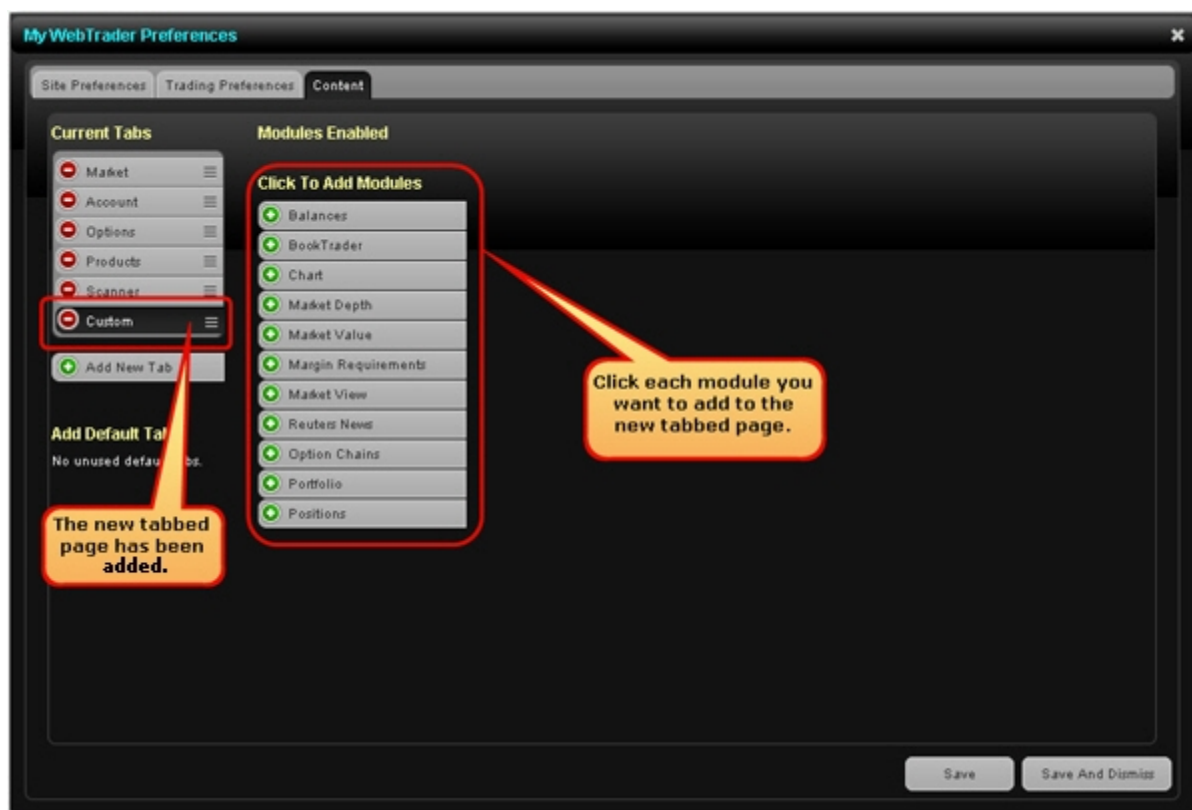 My WebTrader Preferences
Site Preferences
Trading Preferences
Content
Current Tabs
Market
Account
Options
Products
Scanner
Custom
Add New Tab
Add Default
No unused
The new tabbed
page has been
added.
Modules Enabled
Click To Add Modules
Balances
BookTrader
Chart
Market Depth
Market Value
Margin Requirements
Market View
Reuters News
Option Chains
Portfolio
Positions
Click each module you
want to add to the
new tabbed page.
Save
Save And Dismiss